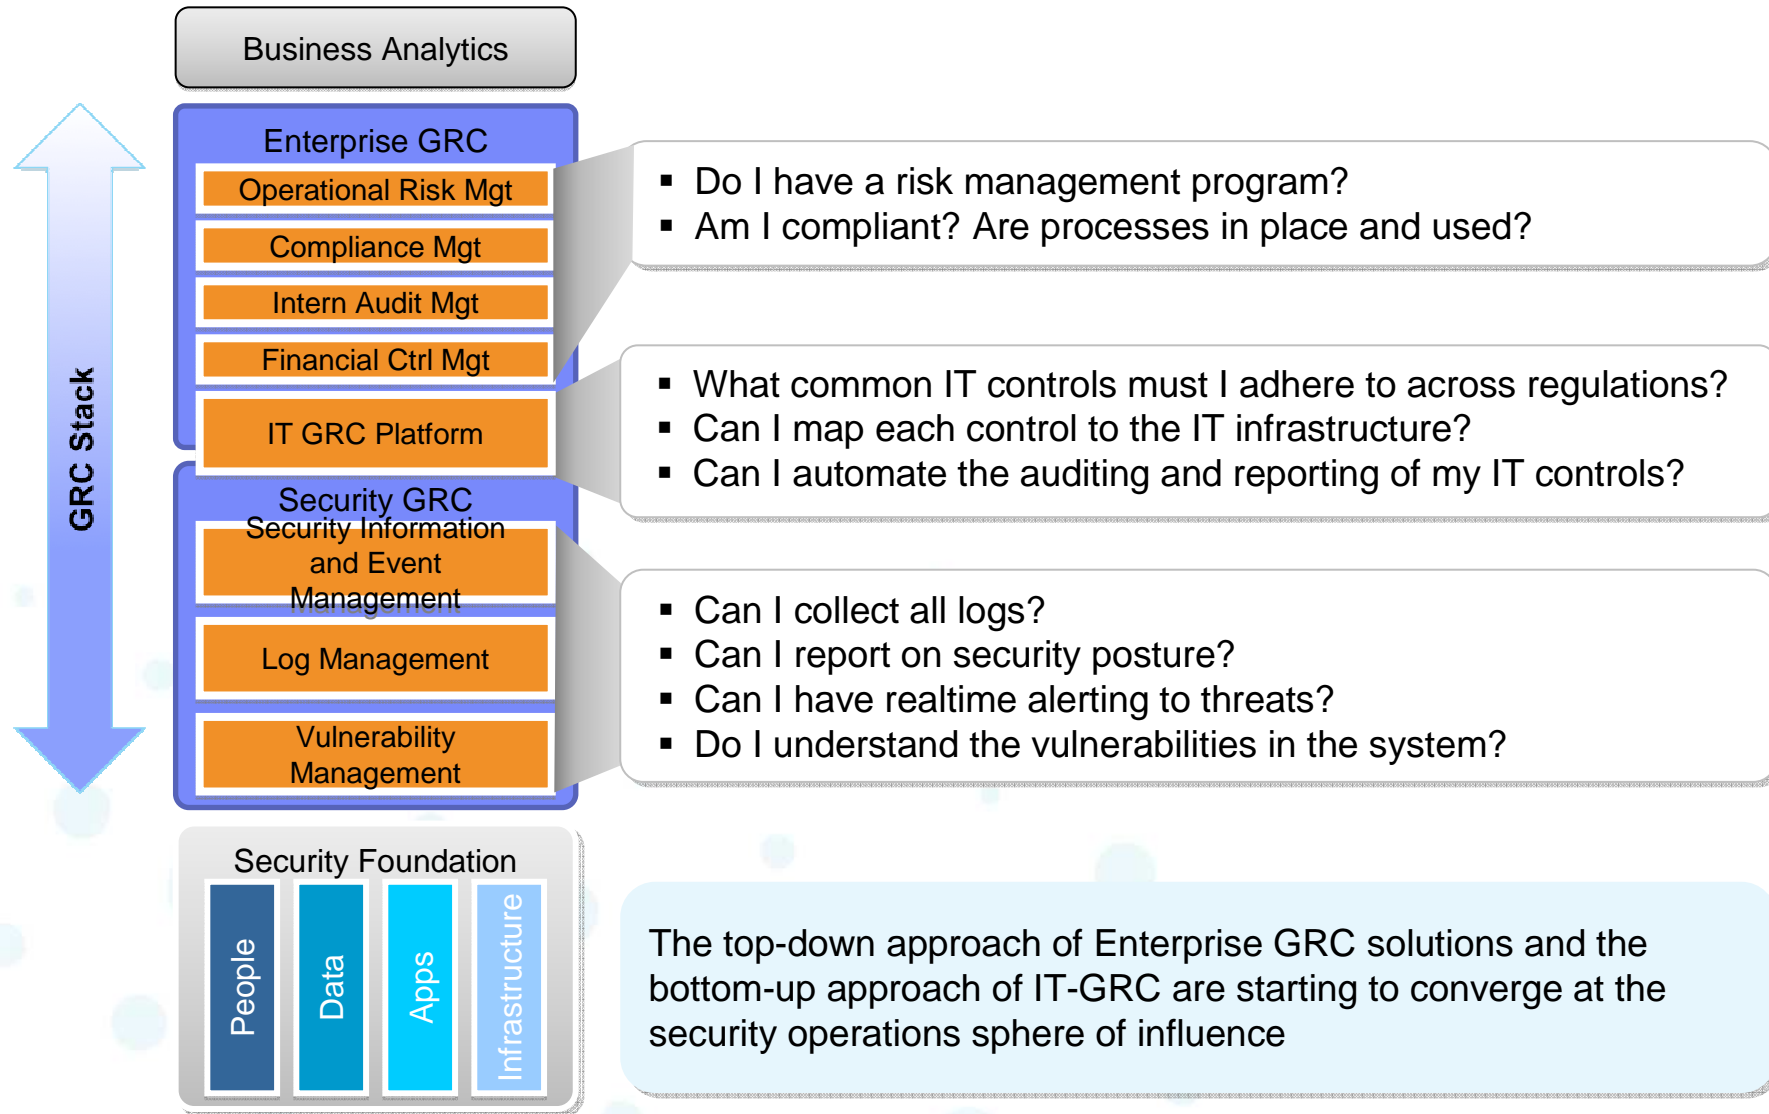 Business Analytics
GRC Stack
Enterprise GRC
Operational Risk Mgt
Compliance Mgt
Intern Audit Mgt
Financial Ctrl Mgt
IT GRC Platform
▪ Do I have a risk management program?
▪ Am I compliant? Are processes in place and used?
▪ What common IT controls must I adhere to across regulations?
▪ Can I map each control to the IT infrastructure?
▪ Can I automate the auditing and reporting of my IT controls?
Security GRC
Security Information
and Event
Management
Log Management
Vulnerability
Management
▪ Can I collect all logs?
▪ Can I report on security posture?
▪ Can I have realtime alerting to threats?
▪ Do I understand the vulnerabilities in the system?
Security Foundation
People
Data
Apps
Infrastructure
The top-down approach of Enterprise GRC solutions and the
bottom-up approach of IT-GRC are starting to converge at the
security operations sphere of influence